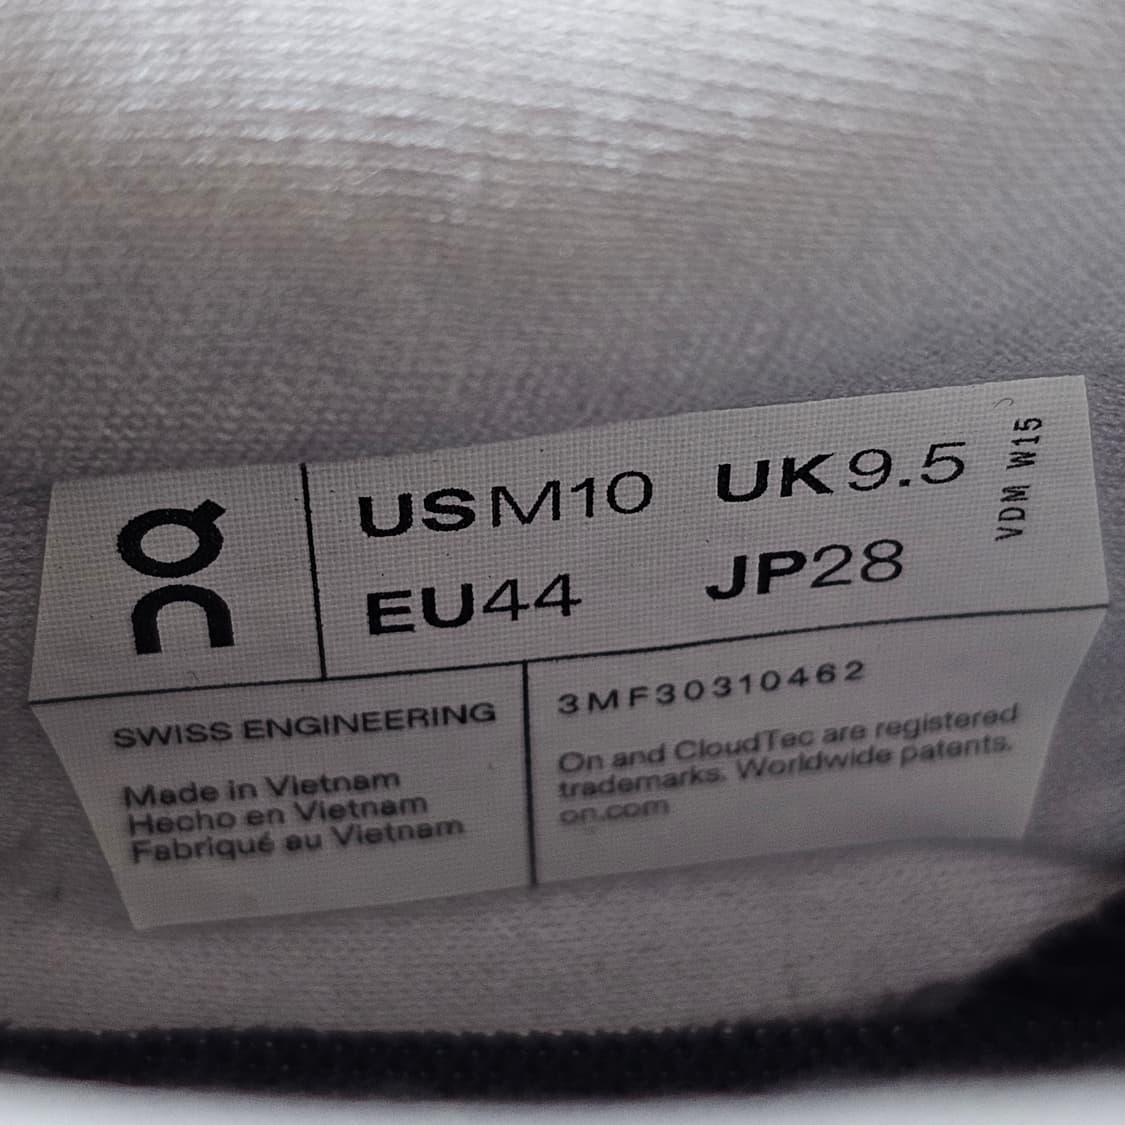 On
USM10 UK9.5
EU44 JP28
VDM W15
SWISS ENGINEERING
Made in Vietnam
Hecho en Vietnam
Fabriqué au Vietnam
3MF30310462
On and CloudTec are registered
trademarks. Worldwide patents.
on.com